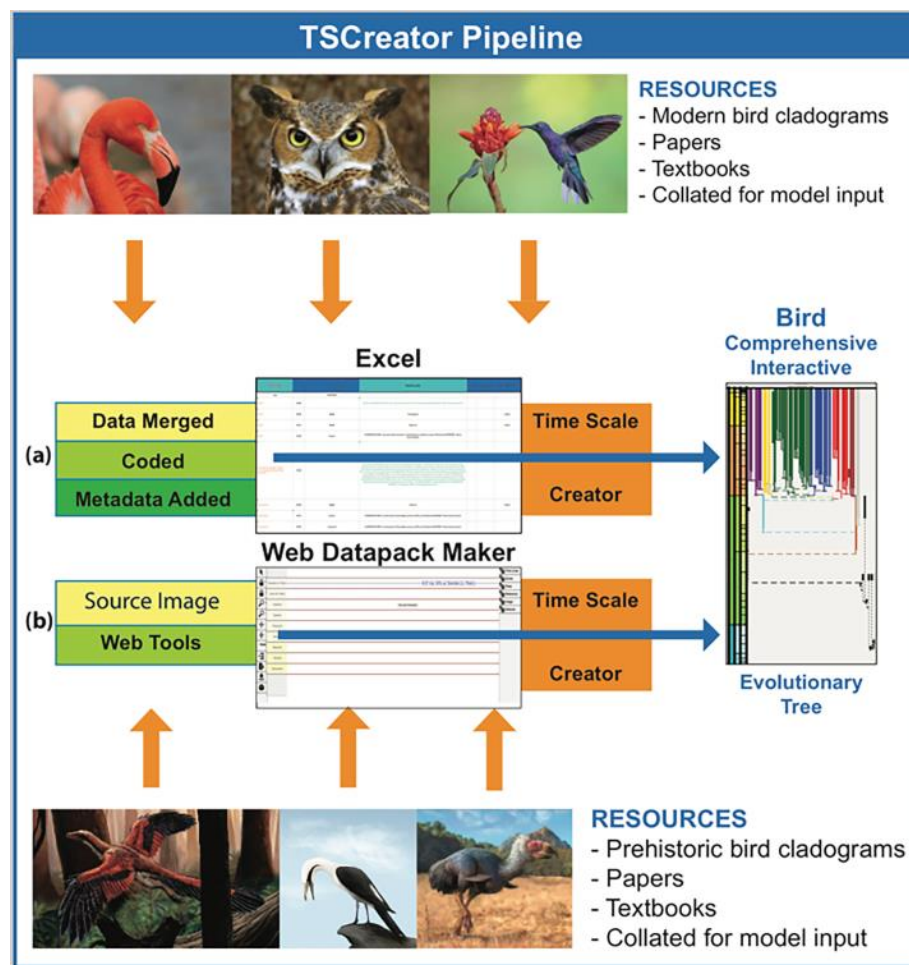 TSCreator Pipeline
RESOURCES
- Modern bird cladograms
- Papers
- Textbooks
- Collated for model input
Bird
Comprehensive
Interactive
Excel
(a)
Data Merged
Coded
Metadata Added
Time Scale
Creator
Web Datapack Maker
(b)
Source Image
Web Tools
Time Scale
Creator
Evolutionary
Tree
RESOURCES
- Prehistoric bird cladograms
- Papers
- Textbooks
- Collated for model input